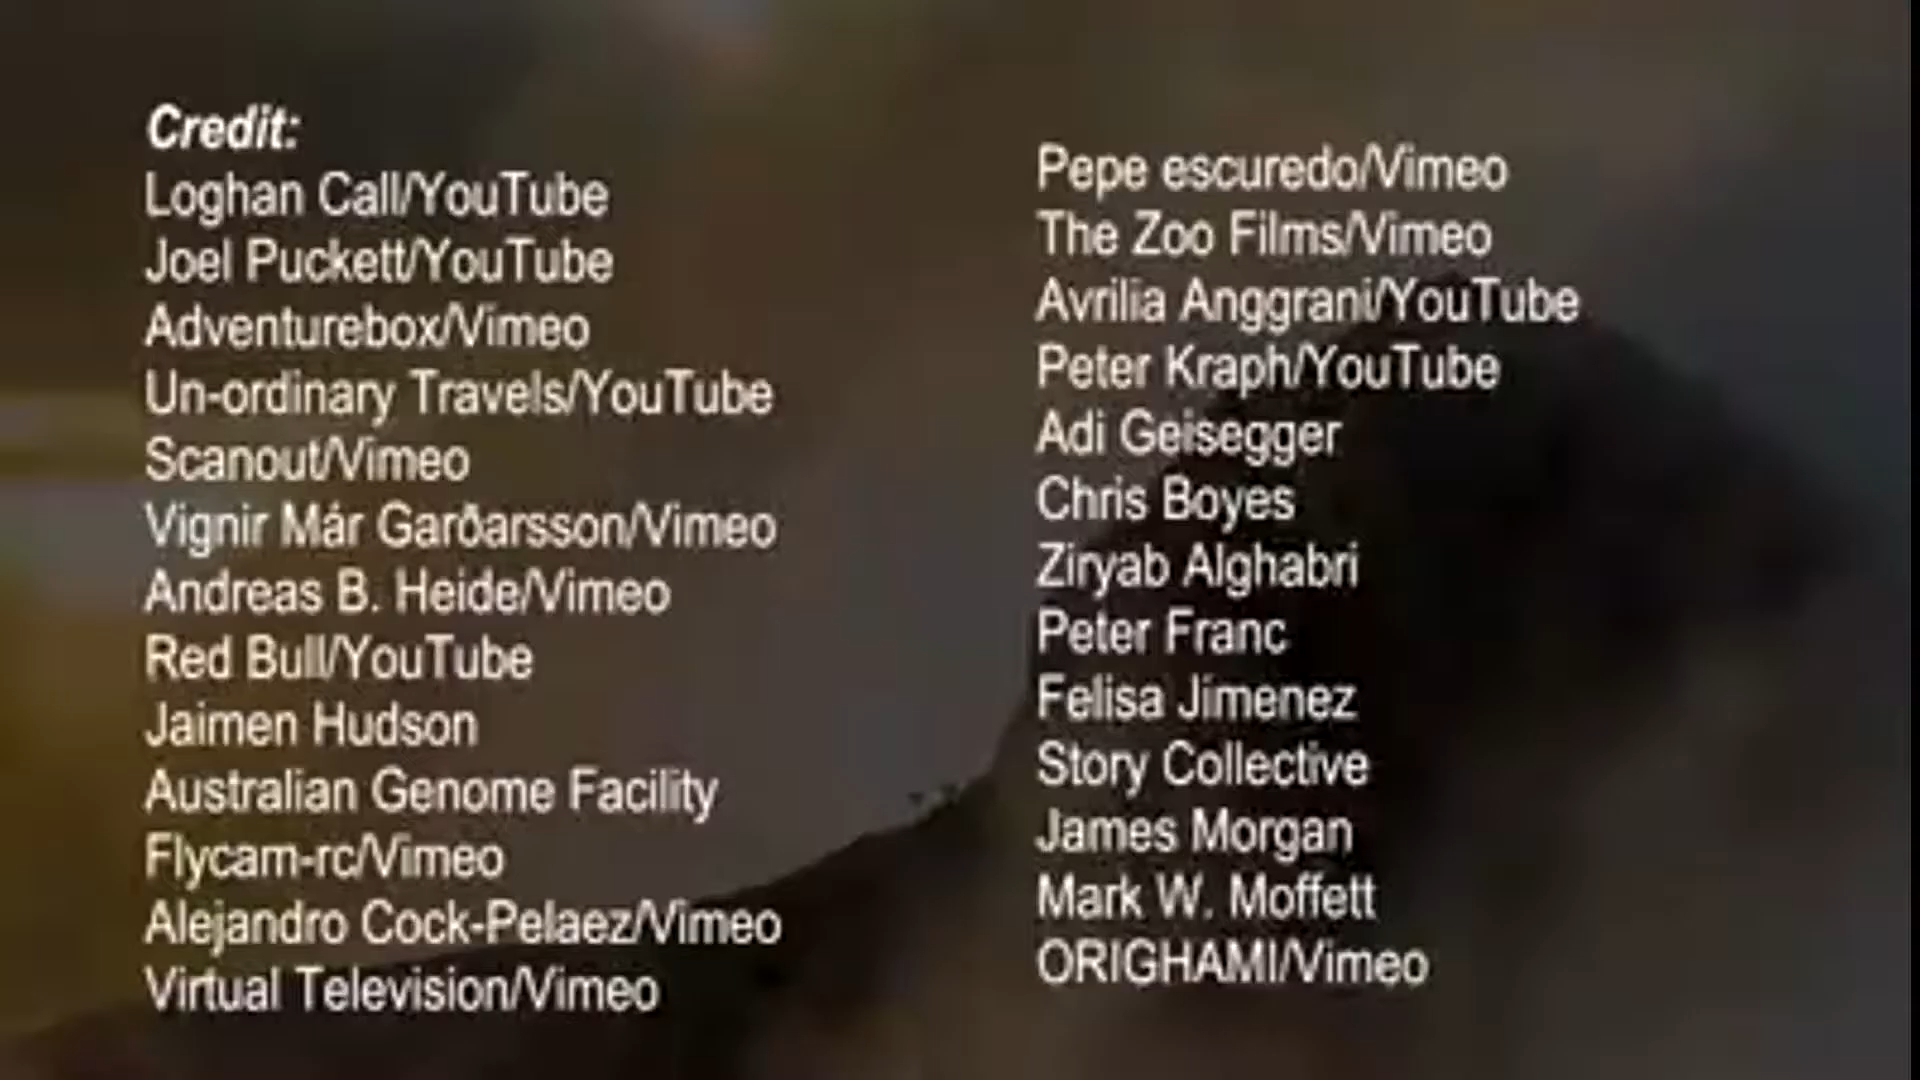 Credit:
Loghan Call/YouTube
Joel Puckett/YouTube
Adventurebox/Vimeo
Un-ordinary Travels/YouTube
Scanout/Vimeo
Vignir Már Garðarsson/Vimeo
Andreas B. Heide/Vimeo
Red Bull/YouTube
Jaimen Hudson
Australian Genome Facility
Flycam-rc/Vimeo
Alejandro Cock-Pelaez/Vimeo
Virtual Television/Vimeo
Pepe escuredo/Vimeo
The Zoo Films/Vimeo
Avrilia Anggrani/YouTube
Peter Kraph/YouTube
Adi Geisegger
Chris Boyes
Ziryab Alghabri
Peter Franc
Felisa Jimenez
Story Collective
James Morgan
Mark W. Moffett
ORIGHAMI/Vimeo